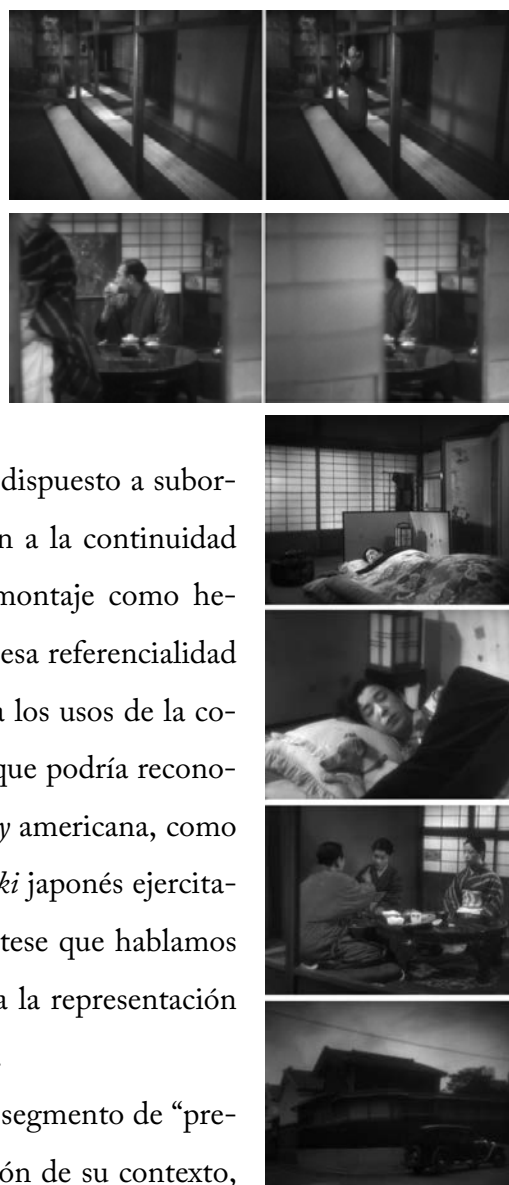 dispuesto a subor-
n a la continuidad
montaje como he-
esa referencialidad
a los usos de la co-
que podría recono-
y americana, como
ki japonés ejercita-
tese que hablamos
a la representación
.
segmento de “pre-
ón de su contexto,